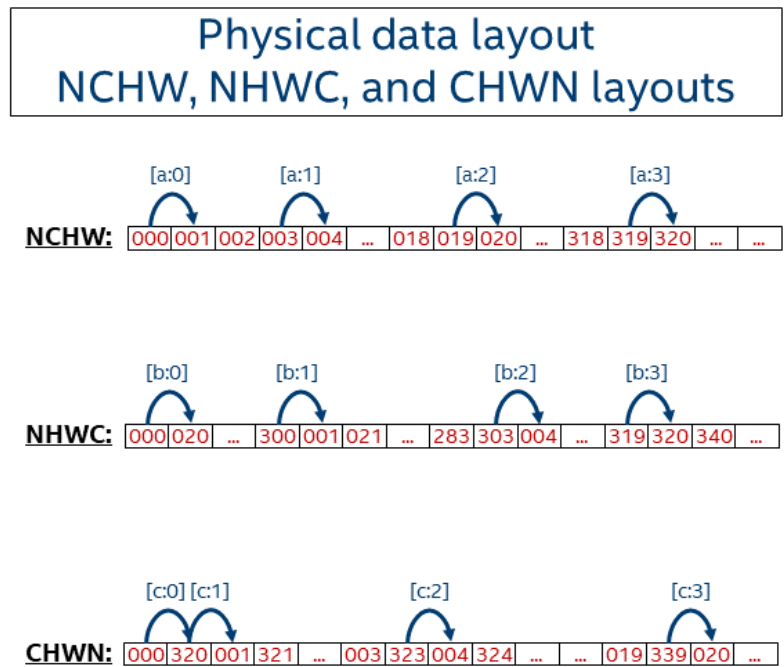 Physical data layout
NCHW, NHWC, and CHWN layouts
[a:0] [a:1] [a:2] [a:3]
NCHW: 000 001 002 003 004 ... 018 019 020 ... 318 319 320 ... ...
[b:0] [b:1] [b:2] [b:3]
NHWC: 000 020 ... 300 001 021 ... 283 303 004 ... 319 320 340 ...
[c:0] [c:1] [c:2] [c:3]
CHWN: 000 320 001 321 ... 003 323 004 324 ... ... 019 339 020 ...